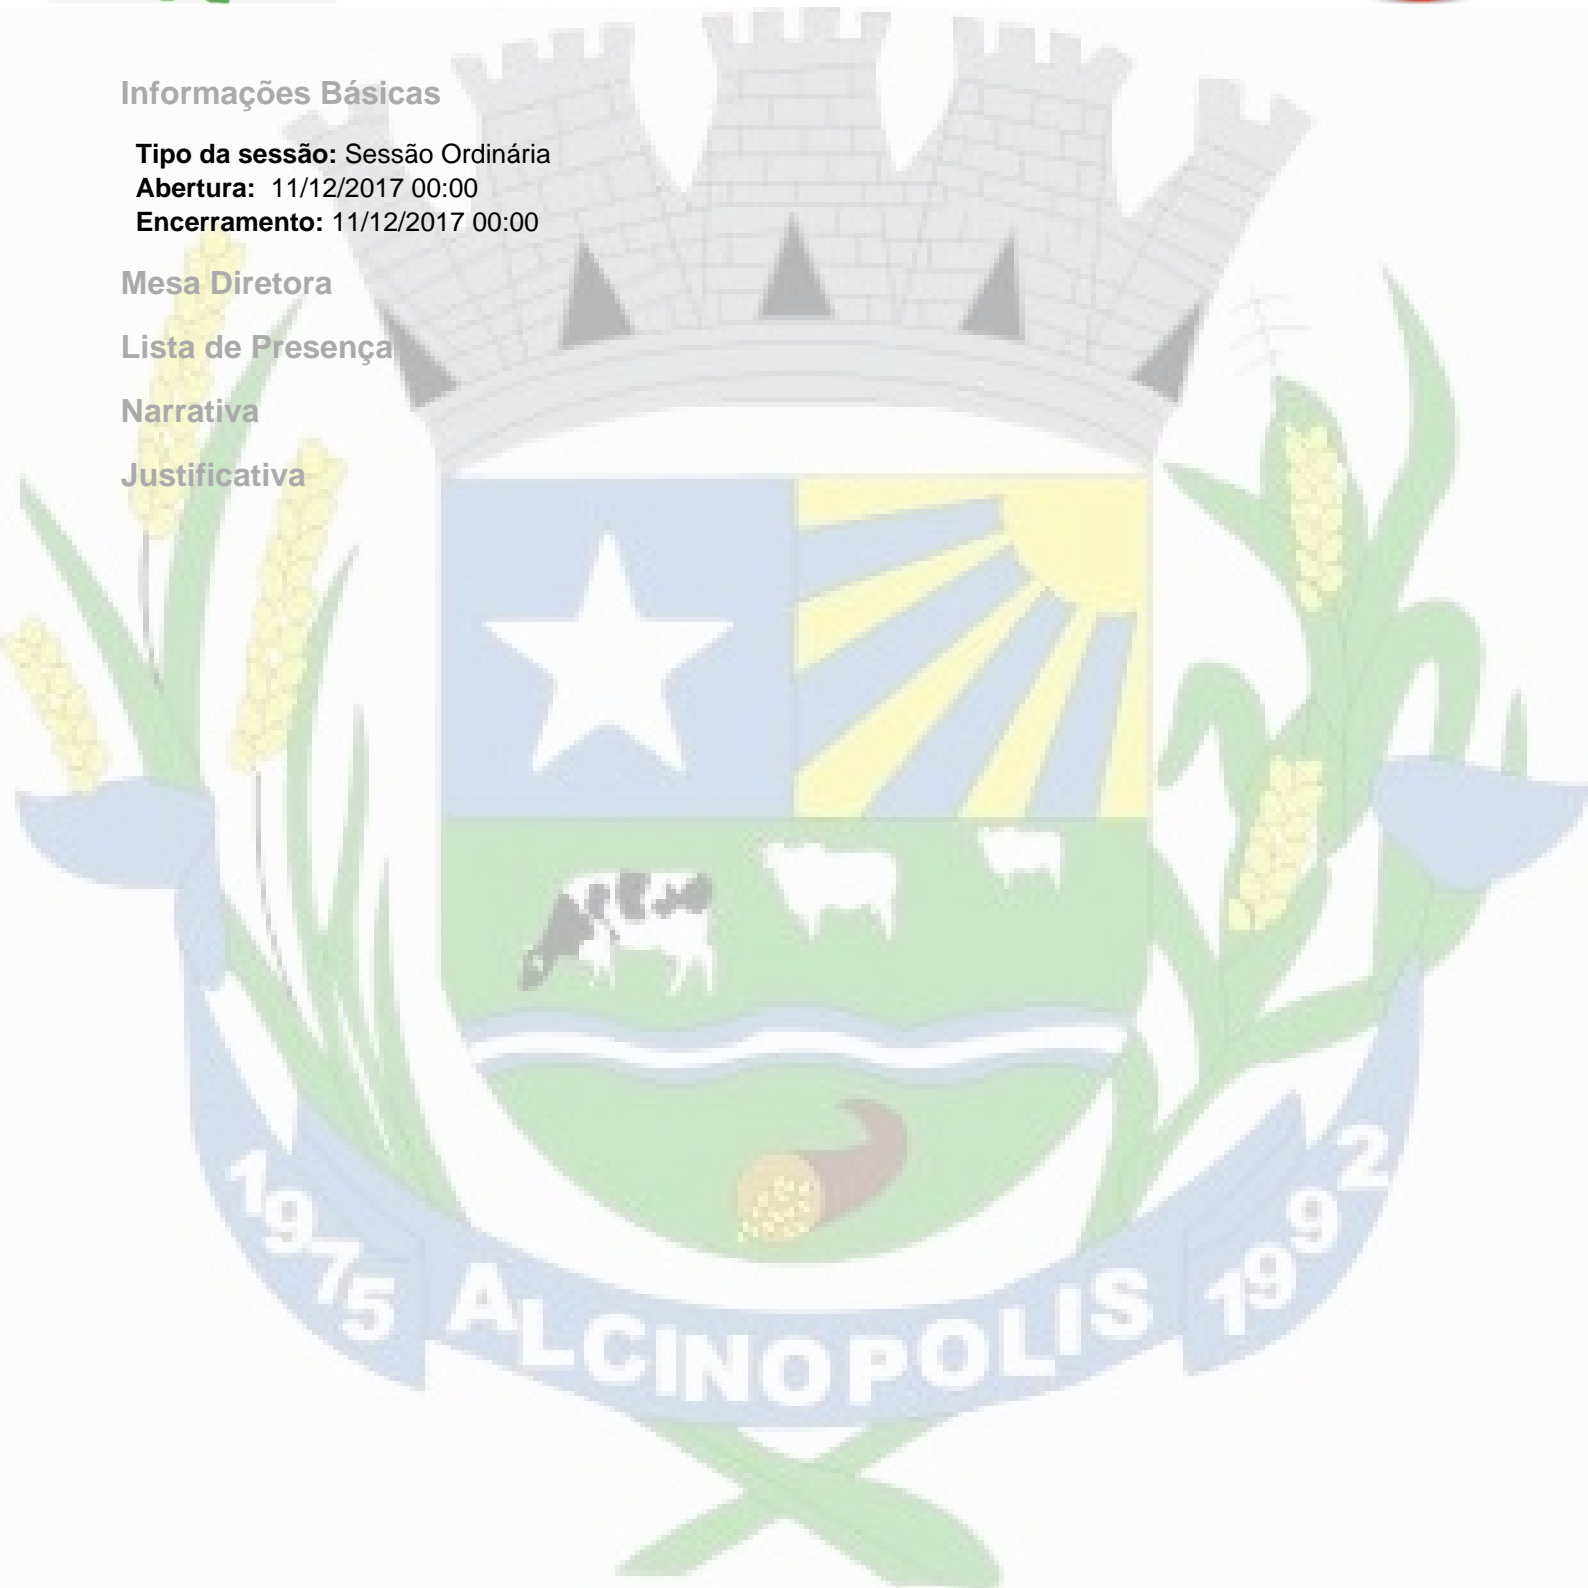 Informações Básicas
Tipo da sessão: Sessão Ordinária
Abertura: 11/12/2017 00:00
Encerramento: 11/12/2017 00:00
Mesa Diretora
Lista de Presença
Narrativa
Justificativa
1975 ALCINOPOLIS 1992